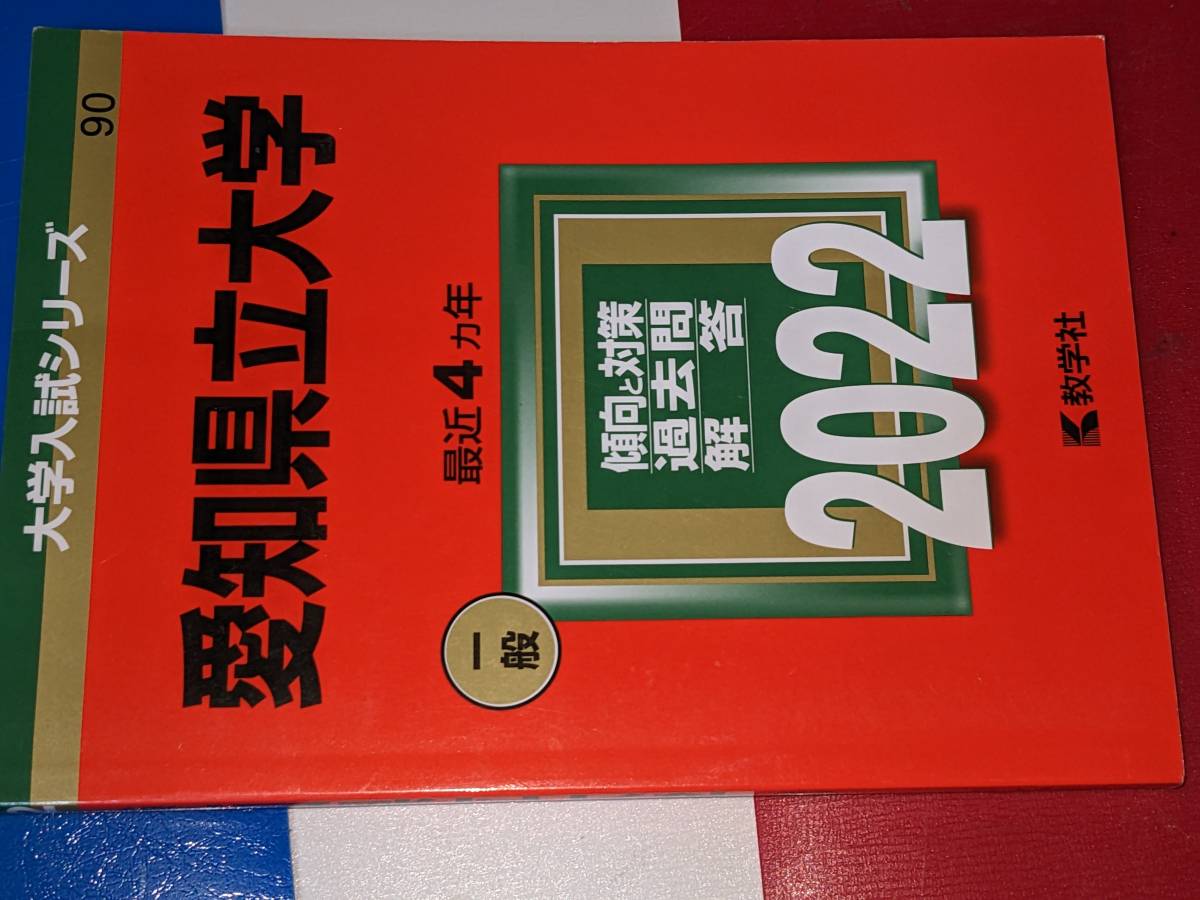 大学入試シリーズ
90
愛知県立大学
最近4ヵ年
一般
傾向と対策
過去問
解答
2022
教学社